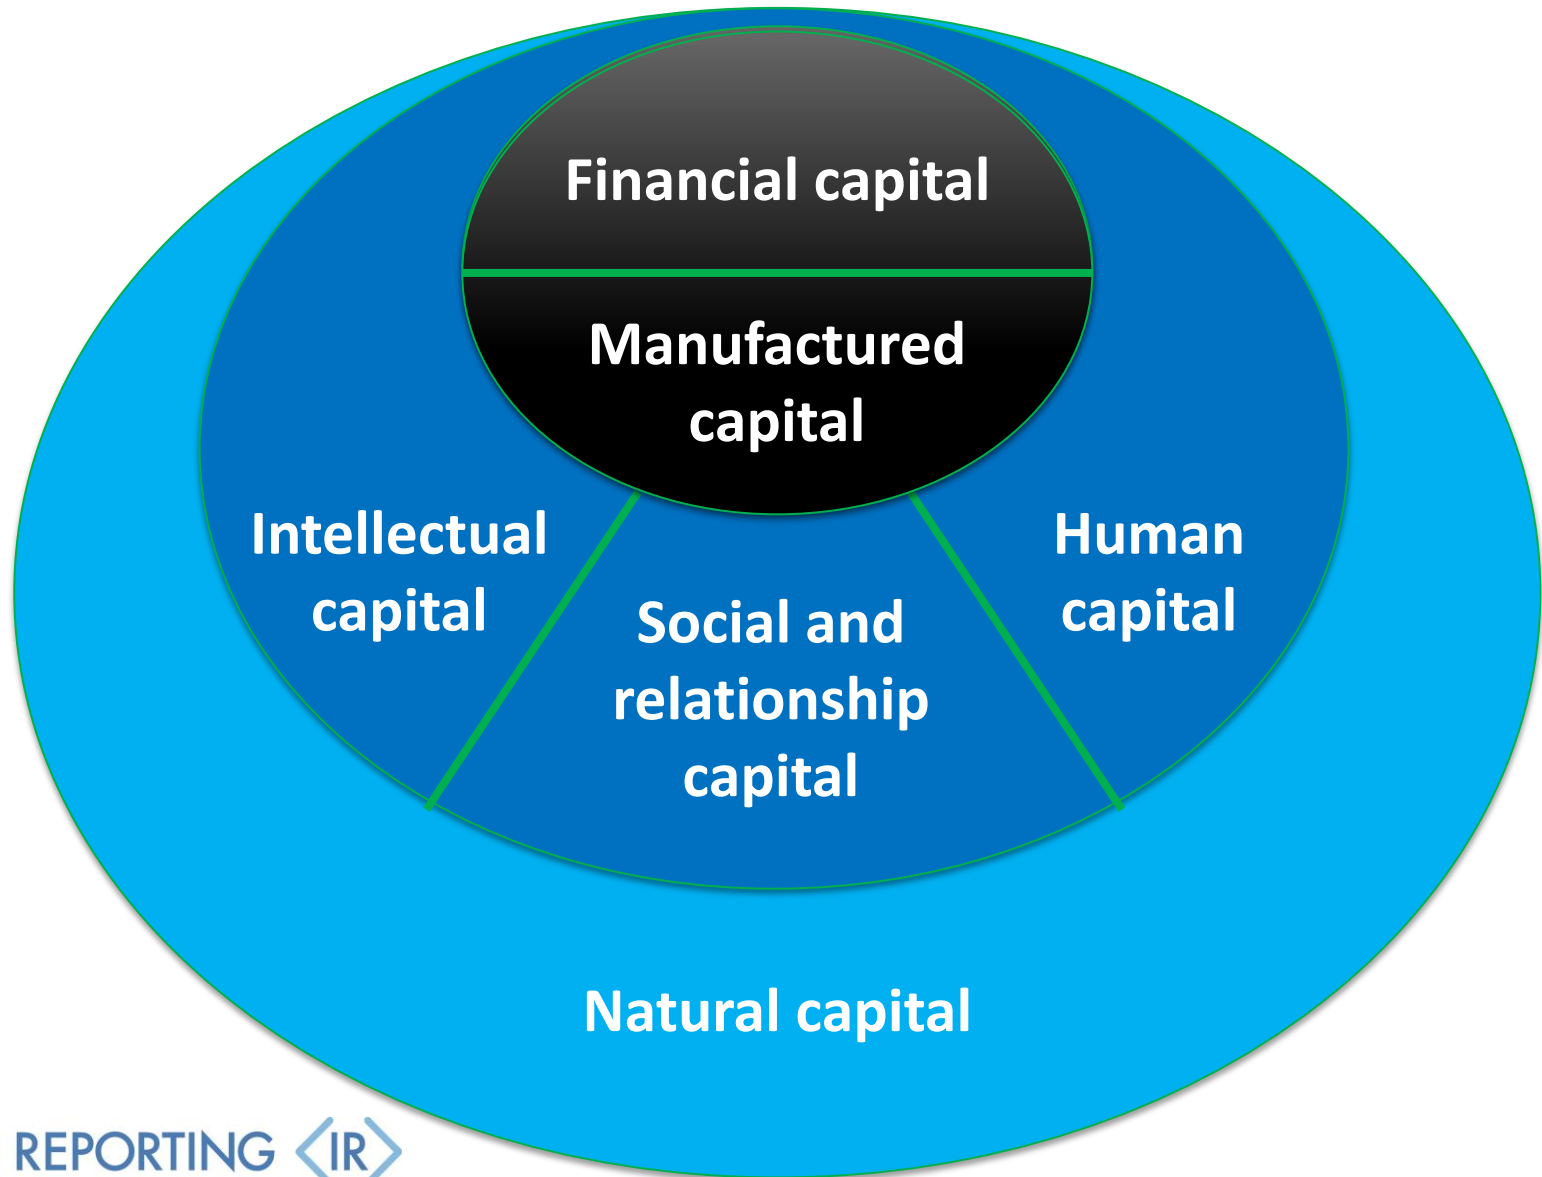 Financial capital
Manufactured
capital
Intellectual
capital
Human
capital
Social and
relationship
capital
Natural capital
REPORTING <IR>